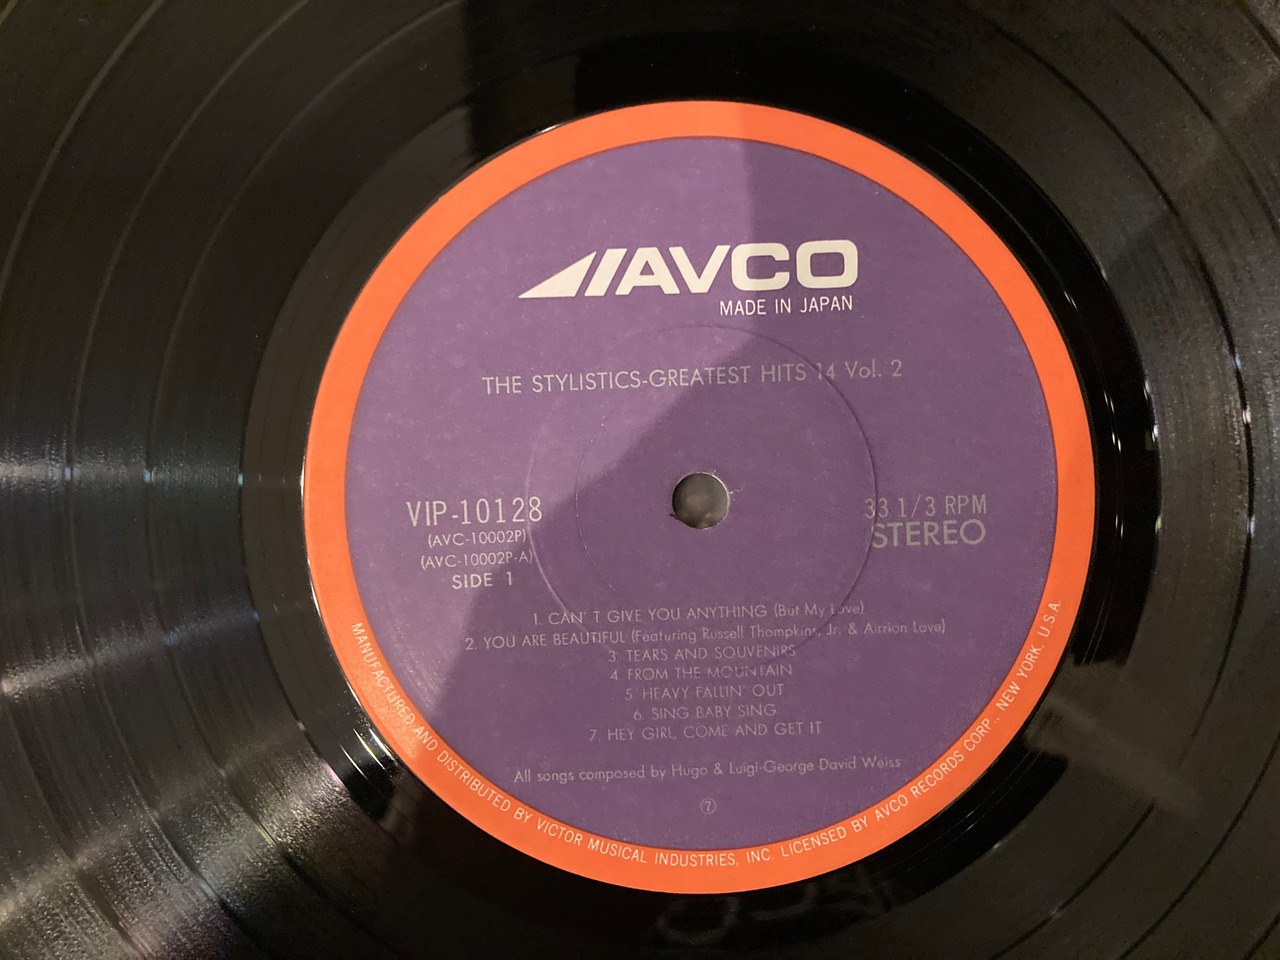 AVCO
MADE IN JAPAN
THE STYLISTICS-GREATEST HITS 14 Vol. 2
VIP-10128
(AVC-10002P)
(AVC-10002P-A)
SIDE 1
33 1/3 RPM
STEREO
1. CAN' T GIVE YOU ANYTHING (But My Love)
2. YOU ARE BEAUTIFUL (Featuring Russell Thompkins, Jr. & Airrion Love)
3. TEARS AND SOUVENIRS
4. FROM THE MOUNTAIN
5. HEAVY FALLIN' OUT
6. SING BABY SING
7. HEY GIRL, COME AND GET IT
All songs composed by Hugo & Luigi-George David Weiss
⑦
MANUFACTURED AND DISTRIBUTED BY VICTOR MUSICAL INDUSTRIES, INC. LICENSED BY AVCO RECORDS CORP., NEW YORK, U.S.A.